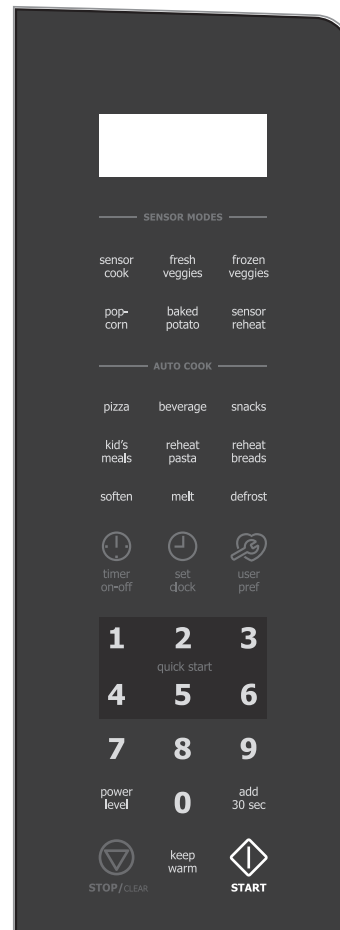 SENSOR MODES
sensor cook fresh veggies frozen veggies
pop-corn baked potato sensor reheat
AUTO COOK
pizza beverage snacks
kid's meals reheat pasta reheat breads
soften melt defrost
timer on-off set clock user pref
1 2 3
quick start
4 5 6
7 8 9
power level 0 add 30 sec
STOP/CLEAR keep warm START